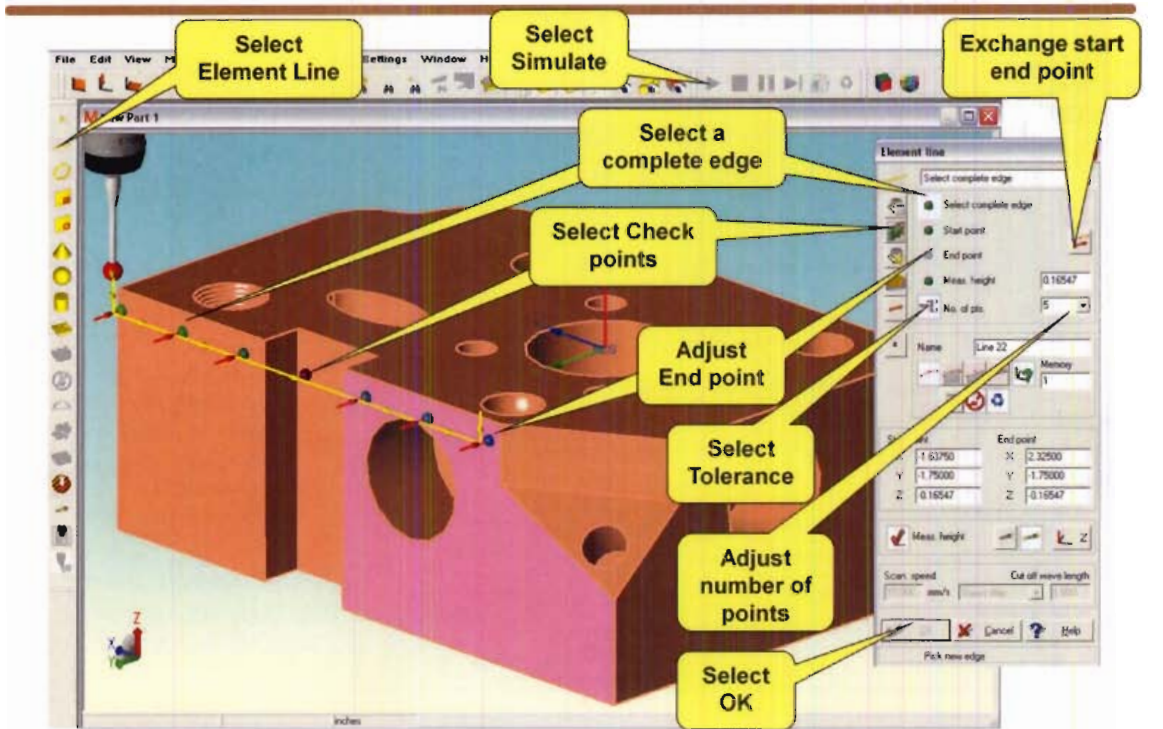 Select
Element Line
Select
Simulate
Exchange start
end point
File Edit View Settings Window
Part 1
Select a
complete edge
Select Check
points
Adjust
End point
Select
Tolerance
Adjust
number of
points
Select
OK
Element line
Select complete edge
Select complete edge
Start point
End point
Meas. height 0.16547
No. of pts. 5
Name Line 22
Memory
1
End point
-1.63750 X 2.32500
Y -1.75000 Y -1.75000
Z -0.16547 Z -0.16547
Meas. height Z
Scan. speed Cut off wave length
mm/s
Cancel Help
Pick new edge
Z
X
Y
inches